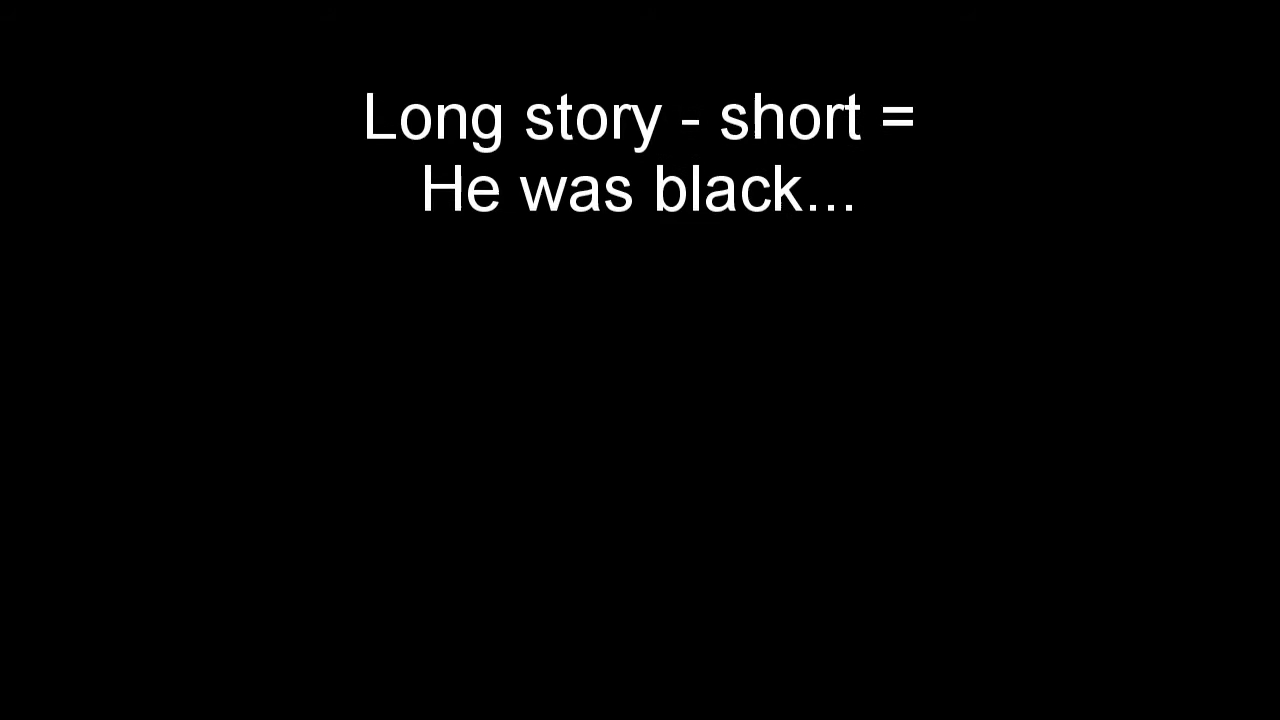 Long story - short =
He was black...